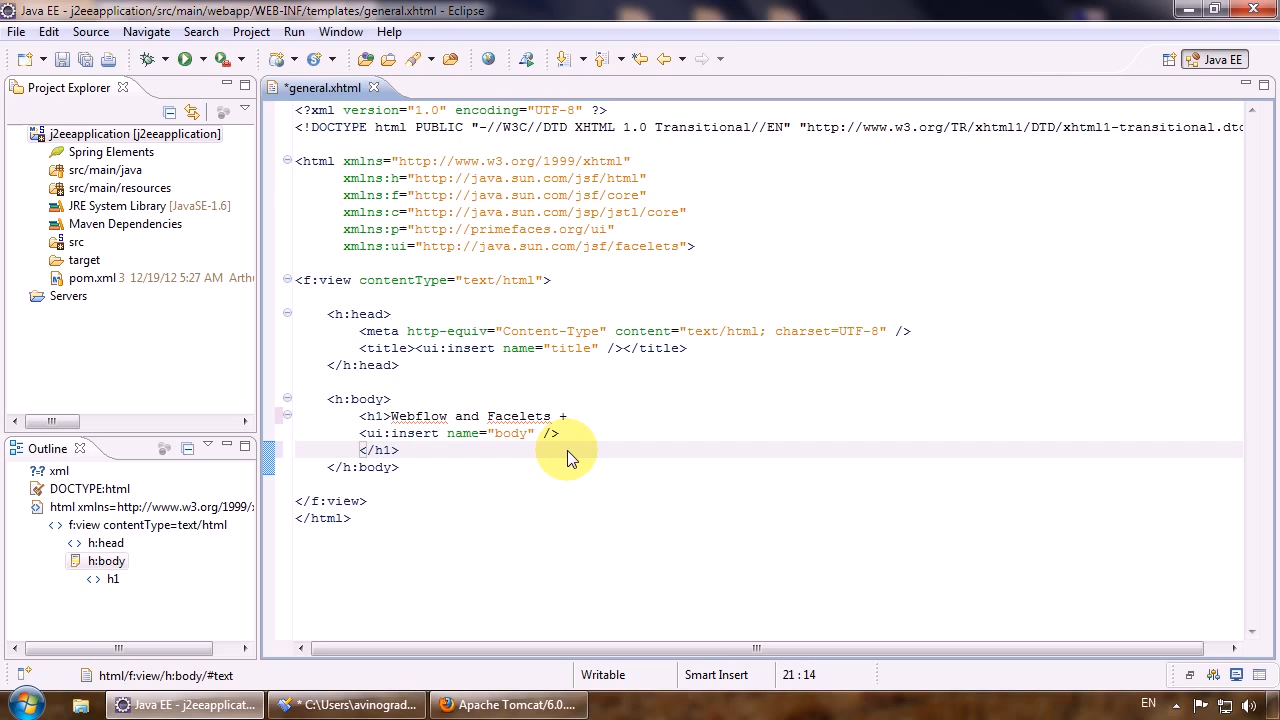 Java EE - j2eeapplication/src/main/webapp/WEB-INF/templates/general.xhtml - Eclipse
File Edit Source Navigate Search Project Run Window Help
Java EE
Project Explorer
j2eeapplication [j2eeapplication]
Spring Elements
src/main/java
src/main/resources
JRE System Library [JavaSE-1.6]
Maven Dependencies
src
target
pom.xml 3 12/19/12 5:27 AM Arthu
Servers
Outline
xml
DOCTYPE:html
html xmlns=http://www.w3.org/1999/x
f:view contentType=text/html
h:head
h:body
h1
*general.xhtml
<?xml version="1.0" encoding="UTF-8" ?>
<!DOCTYPE html PUBLIC "-//W3C//DTD XHTML 1.0 Transitional//EN" "http://www.w3.org/TR/xhtml1/DTD/xhtml1-transitional.dtd
<html xmlns="http://www.w3.org/1999/xhtml"
xmlns:h="http://java.sun.com/jsf/html"
xmlns:f="http://java.sun.com/jsf/core"
xmlns:c="http://java.sun.com/jsp/jstl/core"
xmlns:p="http://primefaces.org/ui"
xmlns:ui="http://java.sun.com/jsf/facelets">
<f:view contentType="text/html">
<h:head>
<meta http-equiv="Content-Type" content="text/html; charset=UTF-8" />
<title><ui:insert name="title" /></title>
</h:head>
<h:body>
<h1>Webflow and Facelets +
<ui:insert name="body" />
</h1>
</h:body>
</f:view>
</html>
html/f:view/h:body/#text
Writable
Smart Insert
21 : 14
Java EE - j2eeapplicat...
* C:\Users\avinograd...
Apache Tomcat/6.0....
EN